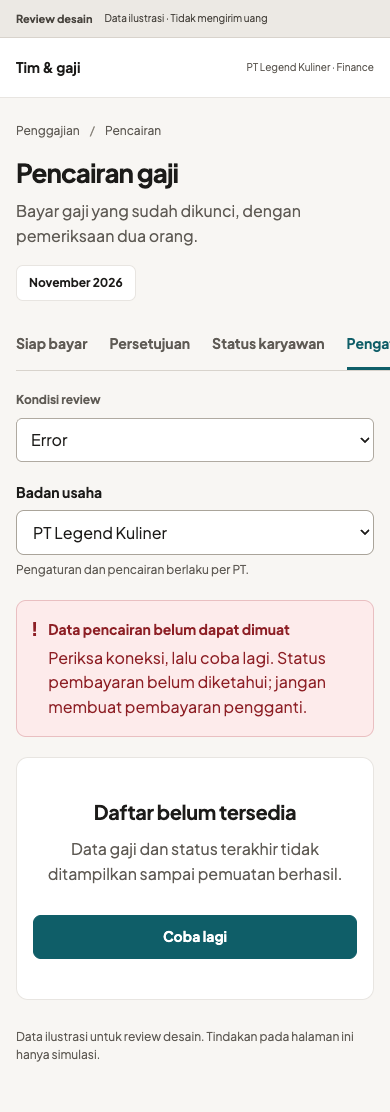 Review desain Data ilustrasi · Tidak mengirim uang
Tim & gaji PT Legend Kuliner · Finance
Penggajian / Pencairan
Pencairan gaji
Bayar gaji yang sudah dikunci, dengan
pemeriksaan dua orang.
November 2026
Siap bayar Persetujuan Status karyawan Penga
Kondisi review
Error
Badan usaha
PT Legend Kuliner
Pengaturan dan pencairan berlaku per PT.
! Data pencairan belum dapat dimuat
Periksa koneksi, lalu coba lagi. Status
pembayaran belum diketahui; jangan
membuat pembayaran pengganti.
Daftar belum tersedia
Data gaji dan status terakhir tidak
ditampilkan sampai pemuatan berhasil.
Coba lagi
Data ilustrasi untuk review desain. Tindakan pada halaman ini
hanya simulasi.